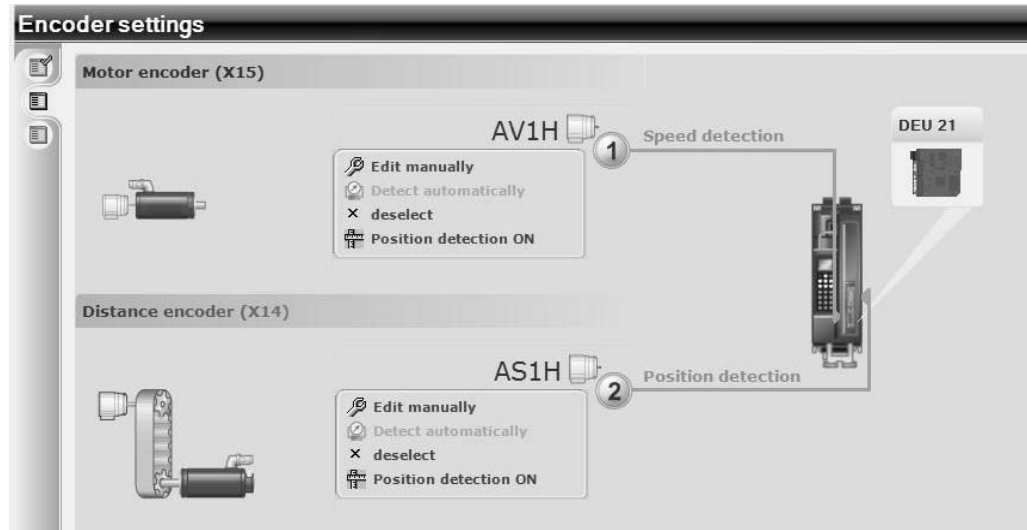 Encoder settings
Motor encoder (X15)
AV1H
1
Speed detection
DEU 21
Edit manually
Detect automatically
deselect
Position detection ON
Distance encoder (X14)
AS1H
2
Position detection
Edit manually
Detect automatically
deselect
Position detection ON